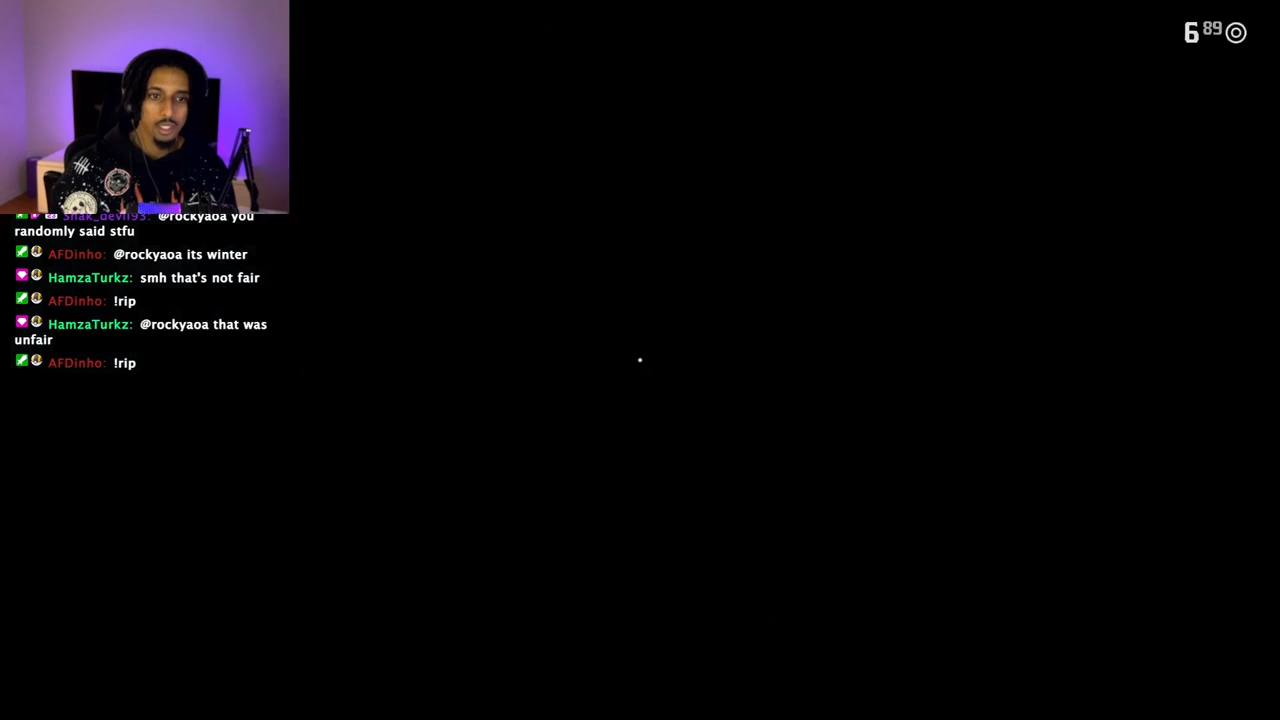 6 89
Shak_devil93: @rockyaoa you
randomly said stfu
AFDinho: @rockyaoa its winter
HamzaTurkz: smh that's not fair
AFDinho: !rip
HamzaTurkz: @rockyaoa that was
unfair
AFDinho: !rip